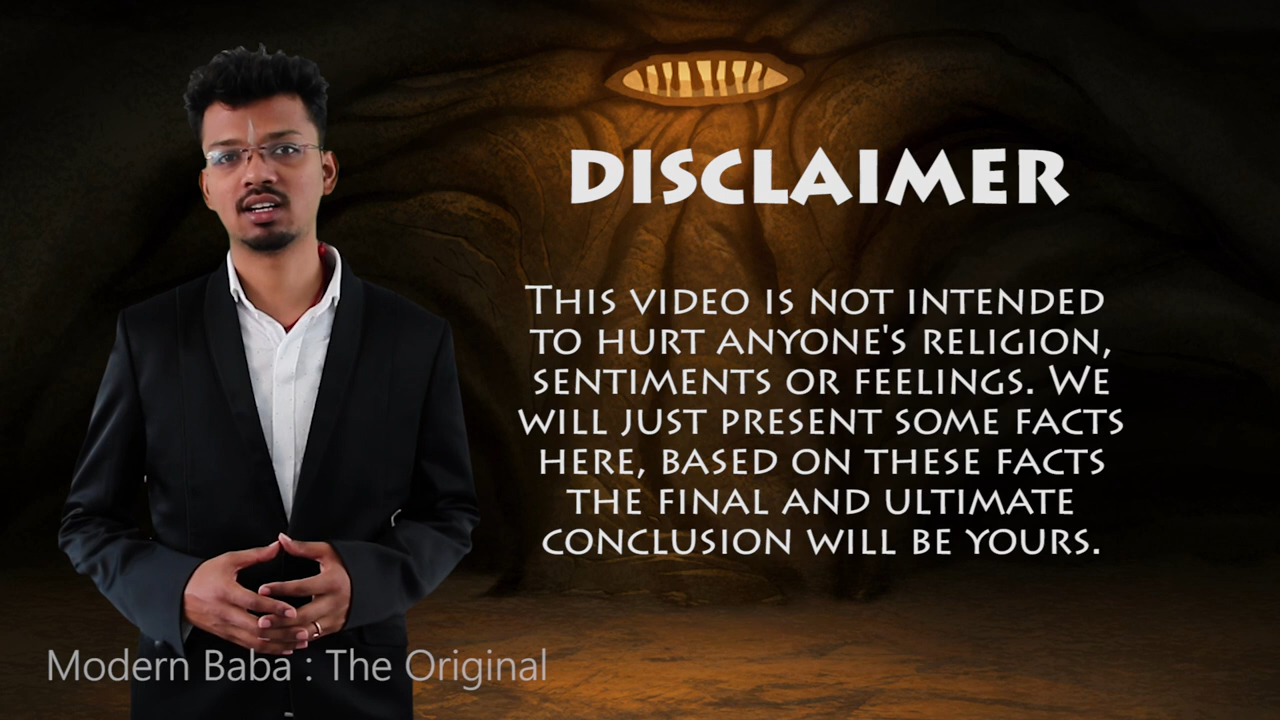 DISCLAIMER
THIS VIDEO IS NOT INTENDED
TO HURT ANYONE'S RELIGION,
SENTIMENTS OR FEELINGS. WE
WILL JUST PRESENT SOME FACTS
HERE, BASED ON THESE FACTS
THE FINAL AND ULTIMATE
CONCLUSION WILL BE YOURS.
Modern Baba : The Original